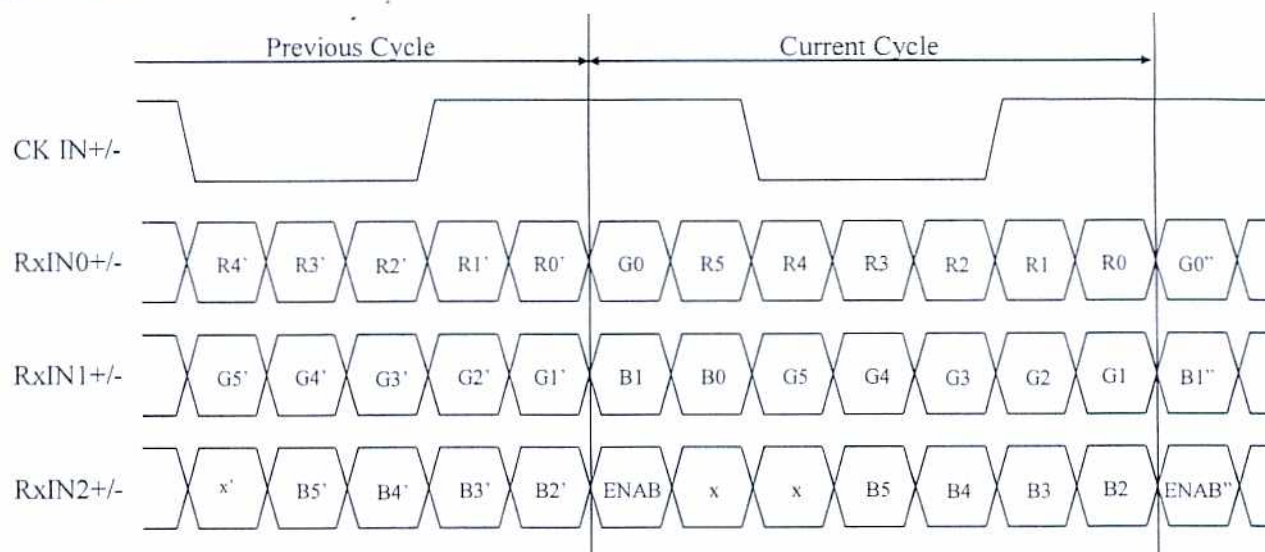 Previous Cycle Current Cycle
CK IN+/-
RxIN0+/- R4' R3' R2' R1' R0' G0 R5 R4 R3 R2 R1 R0 G0"
RxIN1+/- G5' G4' G3' G2' G1' B1 B0 G5 G4 G3 G2 G1 B1"
RxIN2+/- x' B5' B4' B3' B2' ENAB x x B5 B4 B3 B2 ENAB"